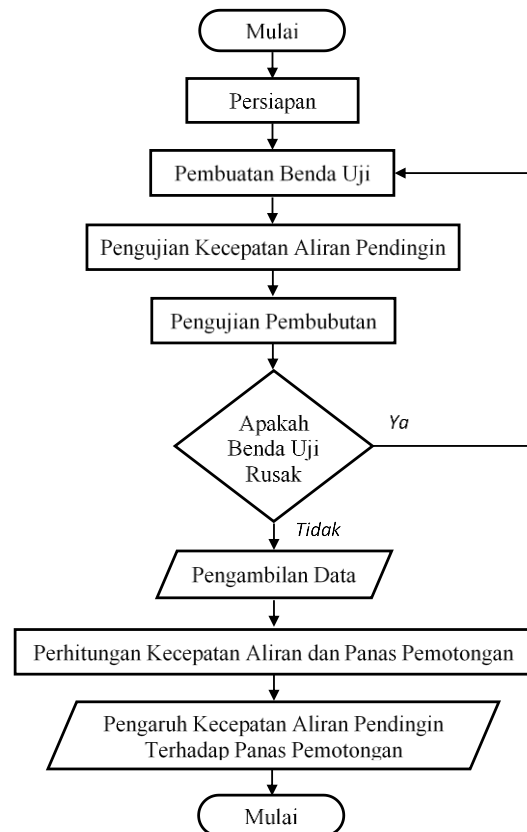 Mulai
Persiapan
Pembuatan Benda Uji
Pengujian Kecepatan Aliran Pendingin
Pengujian Pembubutan
Apakah
Benda Uji
Rusak
Ya
Tidak
Pengambilan Data
Perhitungan Kecepatan Aliran dan Panas Pemotongan
Pengaruh Kecepatan Aliran Pendingin
Terhadap Panas Pemotongan
Mulai